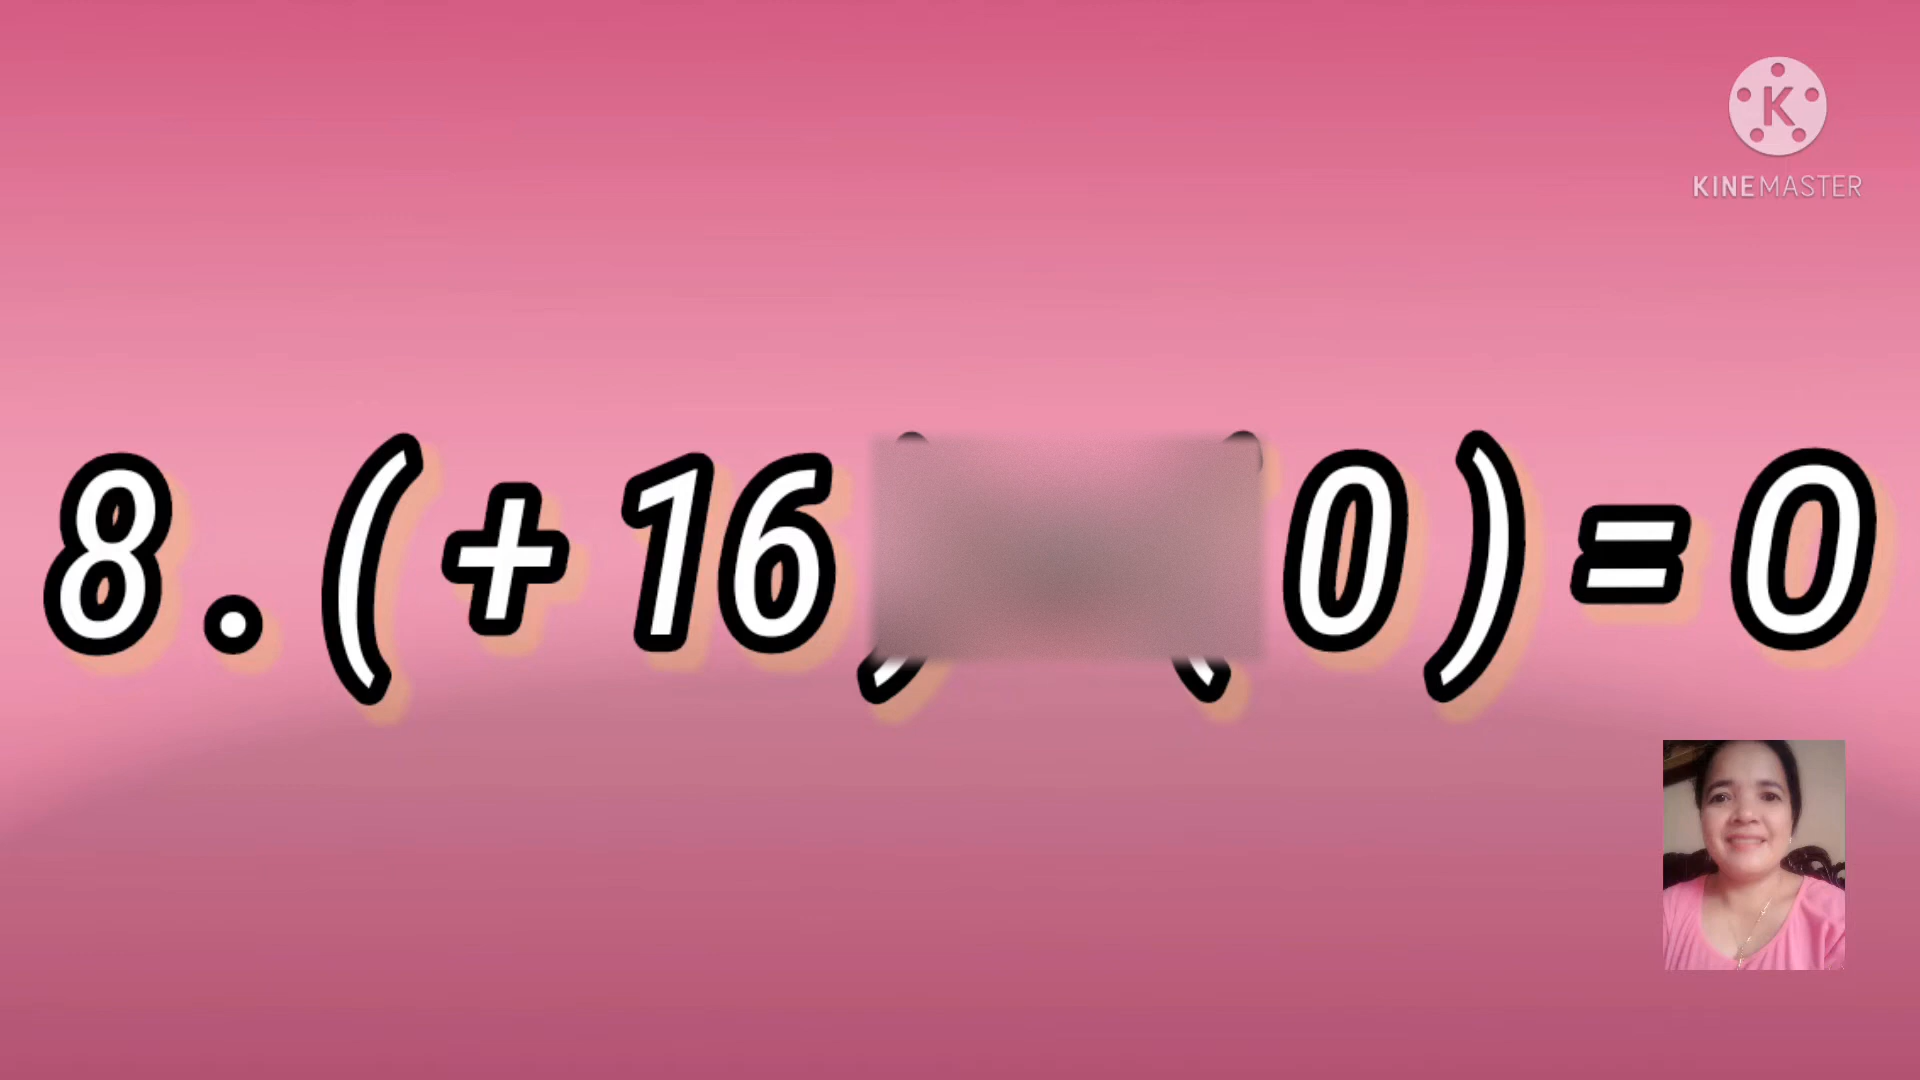 KINEMASTER
8. (+16) (0) = 0